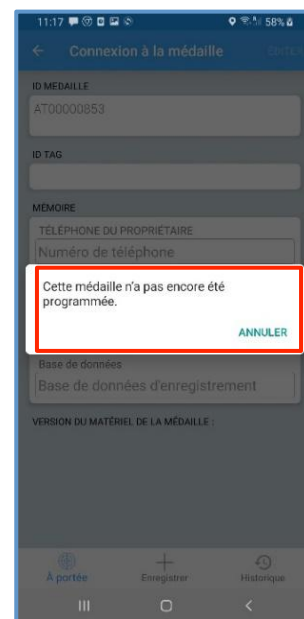 11:17
58%
Connexion à la médaille
ÉDITER
ID MEDAILLE
AT00000853
ID TAG
MÉMOIRE
TÉLÉPHONE DU PROPRIÉTAIRE
Numéro de téléphone
Cette médaille n'a pas encore été
programmée.
ANNULER
Base de données
Base de données d'enregistrement
VERSION DU MATÉRIEL DE LA MÉDAILLE :
À portée
Enregistrer
Historique